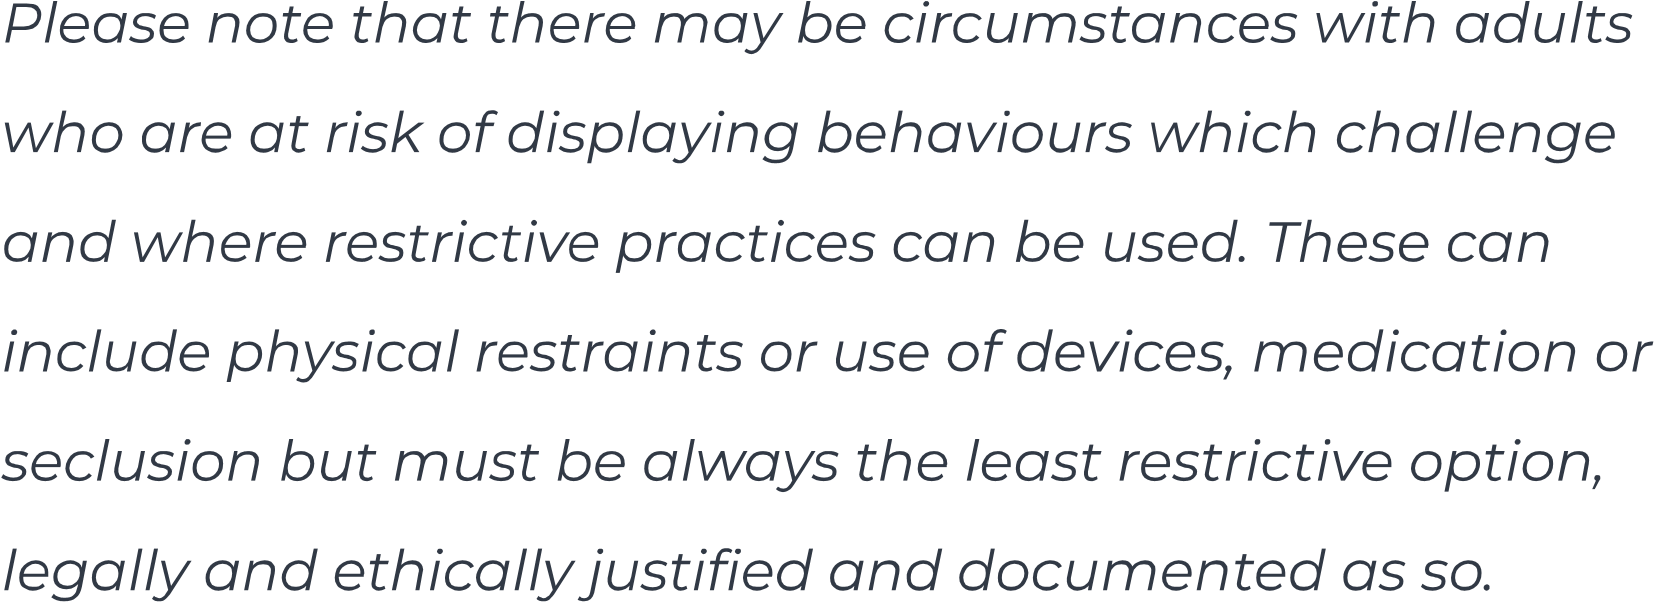 Please note that there may be circumstances with adults
who are at risk of displaying behaviours which challenge
and where restrictive practices can be used. These can
include physical restraints or use of devices, medication or
seclusion but must be always the least restrictive option,
legally and ethically justified and documented as so.